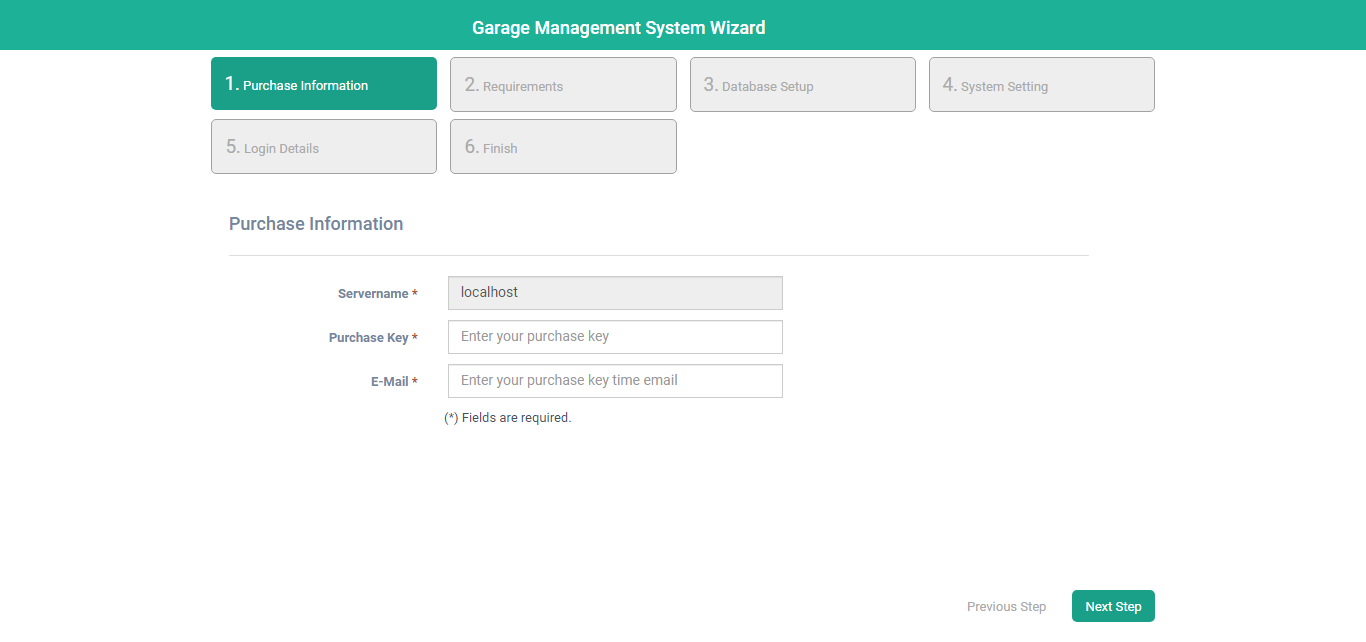 Garage Management System Wizard
1. Purchase Information
2. Requirements
3. Database Setup
4. System Setting
5. Login Details
6. Finish
Purchase Information
Servername * localhost
Purchase Key * Enter your purchase key
E-Mail * Enter your purchase key time email
(*) Fields are required.
Previous Step Next Step